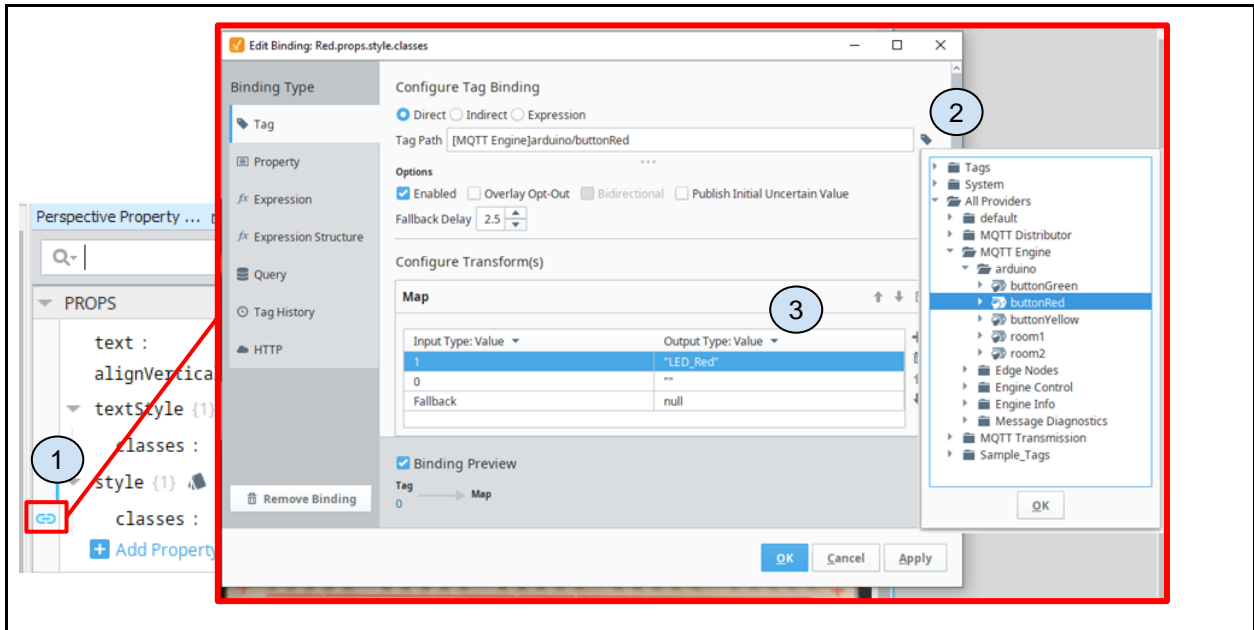 Edit Binding: Red.props.style.classes
Binding Type
Tag
Property
fx Expression
fx Expression Structure
Query
Tag History
HTTP
Remove Binding
Configure Tag Binding
Direct Indirect Expression
Tag Path [MQTT Engine]arduino/buttonRed
Options
Enabled Overlay Opt-Out Bidirectional Publish Initial Uncertain Value
Fallback Delay 2.5
Configure Transform(s)
Map
3
Input Type: Value Output Type: Value
1 "LED_Red"
0 ""
Fallback null
Binding Preview
Tag Map
0
OK Cancel Apply
2
Tags
System
All Providers
default
MQTT Distributor
MQTT Engine
arduino
buttonGreen
buttonRed
buttonYellow
room1
room2
Edge Nodes
Engine Control
Engine Info
Message Diagnostics
MQTT Transmission
Sample_Tags
OK
Perspective Property ...
PROPS
text :
alignVertical
textStyle {1}
classes :
1
style {1}
classes :
Add Property